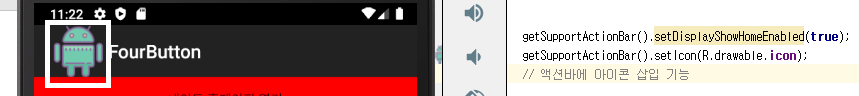 11:22
FourButton
getSupportActionBar().setDisplayShowHomeEnabled(true);
getSupportActionBar().setIcon(R.drawable.icon);
// 액션바에 아이콘 삽입 기능